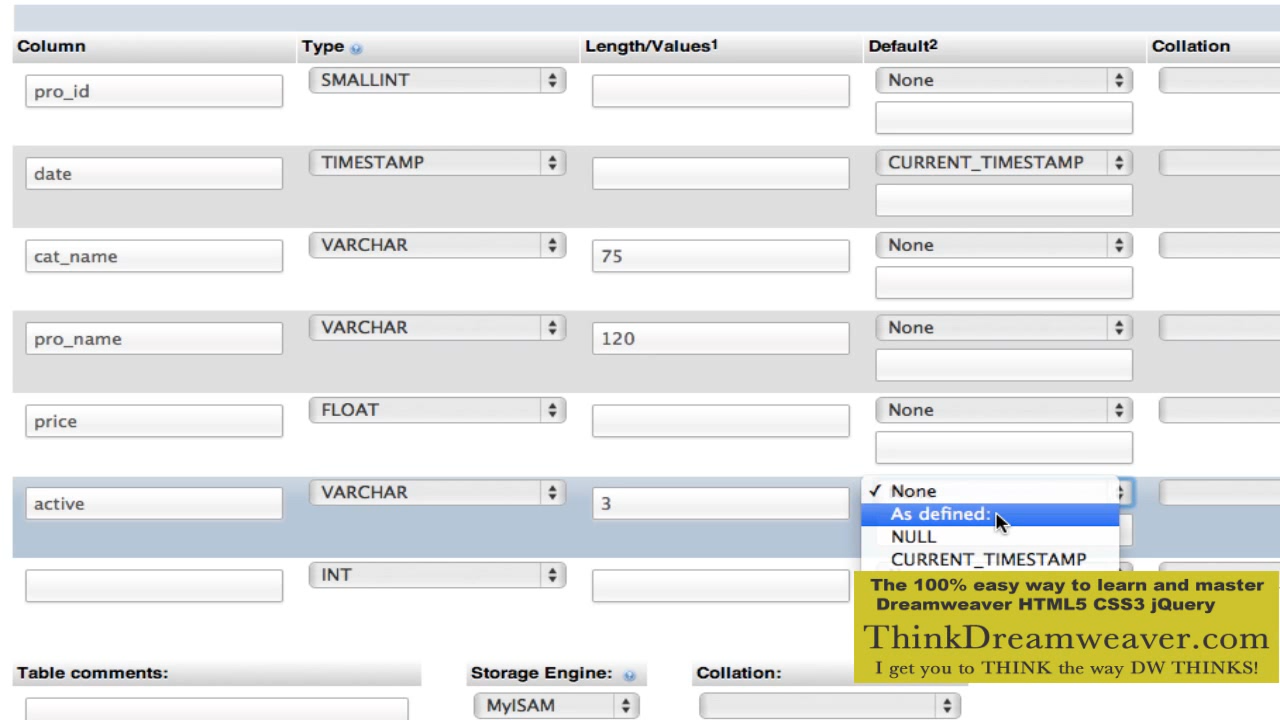 Column Type Length/Values1 Default2 Collation
pro_id SMALLINT None
date TIMESTAMP CURRENT_TIMESTAMP
cat_name VARCHAR 75 None
pro_name VARCHAR 120 None
price FLOAT None
active VARCHAR 3 ✓ None
As defined:
NULL
CURRENT_TIMESTAMP
INT
The 100% easy way to learn and master
Dreamweaver HTML5 CSS3 jQuery
ThinkDreamweaver.com
I get you to THINK the way DW THINKS!
Table comments: Storage Engine: Collation:
MyISAM